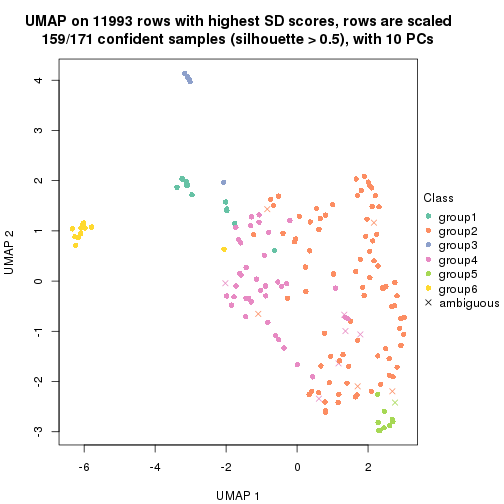 UMAP on 11993 rows with highest SD scores, rows are scaled
159/171 confident samples (silhouette > 0.5), with 10 PCs
4
3
2
1
0
-1
-2
-3
UMAP 2
-6
-4
-2
0
2
UMAP 1
Class
group1
group2
group3
group4
group5
group6
ambiguous